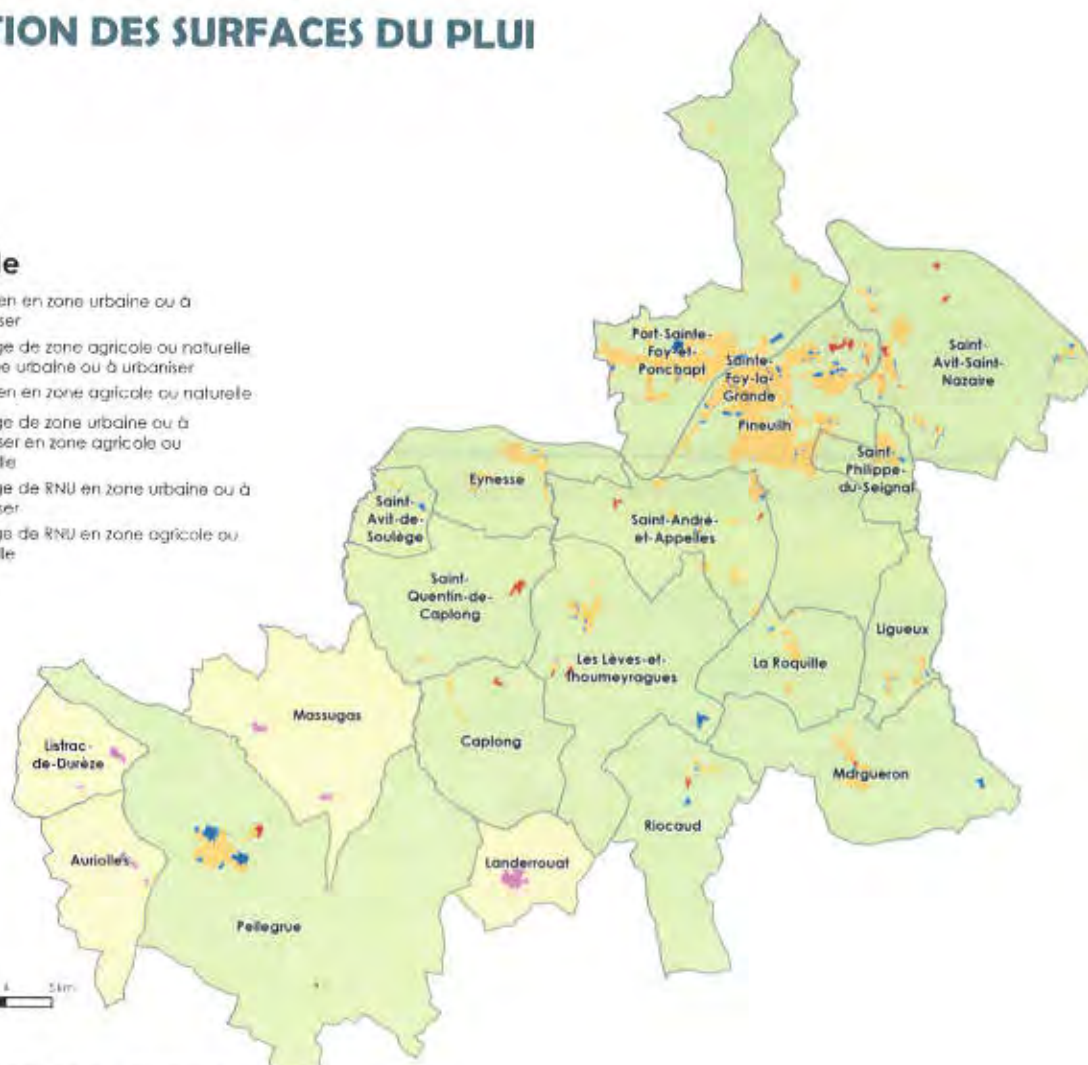 TION DES SURFACES DU PLUI
le
en en zone urbaine ou à
ser
ge de zone agricole ou naturelle
e urbaine ou à urbaniser
en en zone agricole ou naturelle
ge de zone urbaine ou à
ser en zone agricole ou
lle
ge de RNU en zone urbaine ou à
ser
ge de RNU en zone agricole ou
lle
Port-Sainte-
Foy-et-
Ponchapt
Sainte-
Foy-la-
Grande
Pineuilh
Saint-
Avit-Saint-
Nazaire
Saint-
Philippe-
du-Seignal
Eynesse
Saint-
Avit-de-
Soulège
Saint-André-
et-Appelles
Saint-
Quentin-de-
Caplong
Ligueux
Les Lèves-et-
Thoumeyragues
La Roquille
Massugas
Listrac-
de-Durèze
Caplong
Margueron
Riocaud
Auriolles
Landerrouat
Pellegrue
5 km